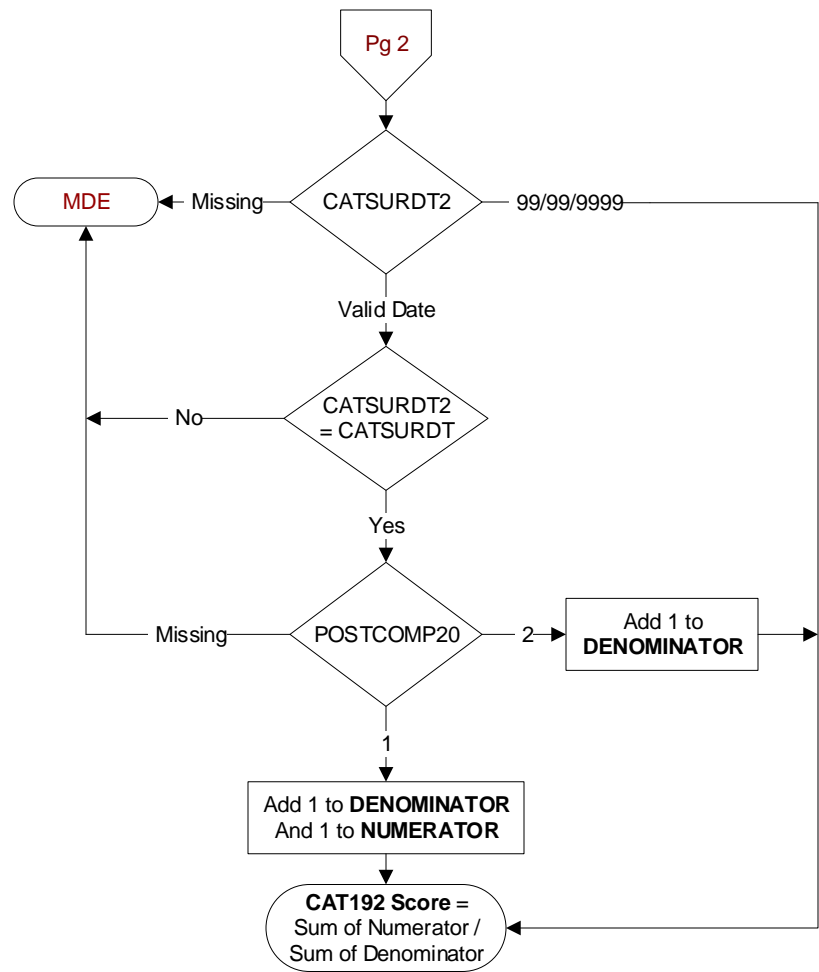 Pg 2
MDE
Missing
CATSURDT2
99/99/9999
Valid Date
No
CATSURDT2
= CATSURDT
Yes
Missing
POSTCOMP20
2
Add 1 to
DENOMINATOR
1
Add 1 to DENOMINATOR
And 1 to NUMERATOR
CAT192 Score =
Sum of Numerator /
Sum of Denominator